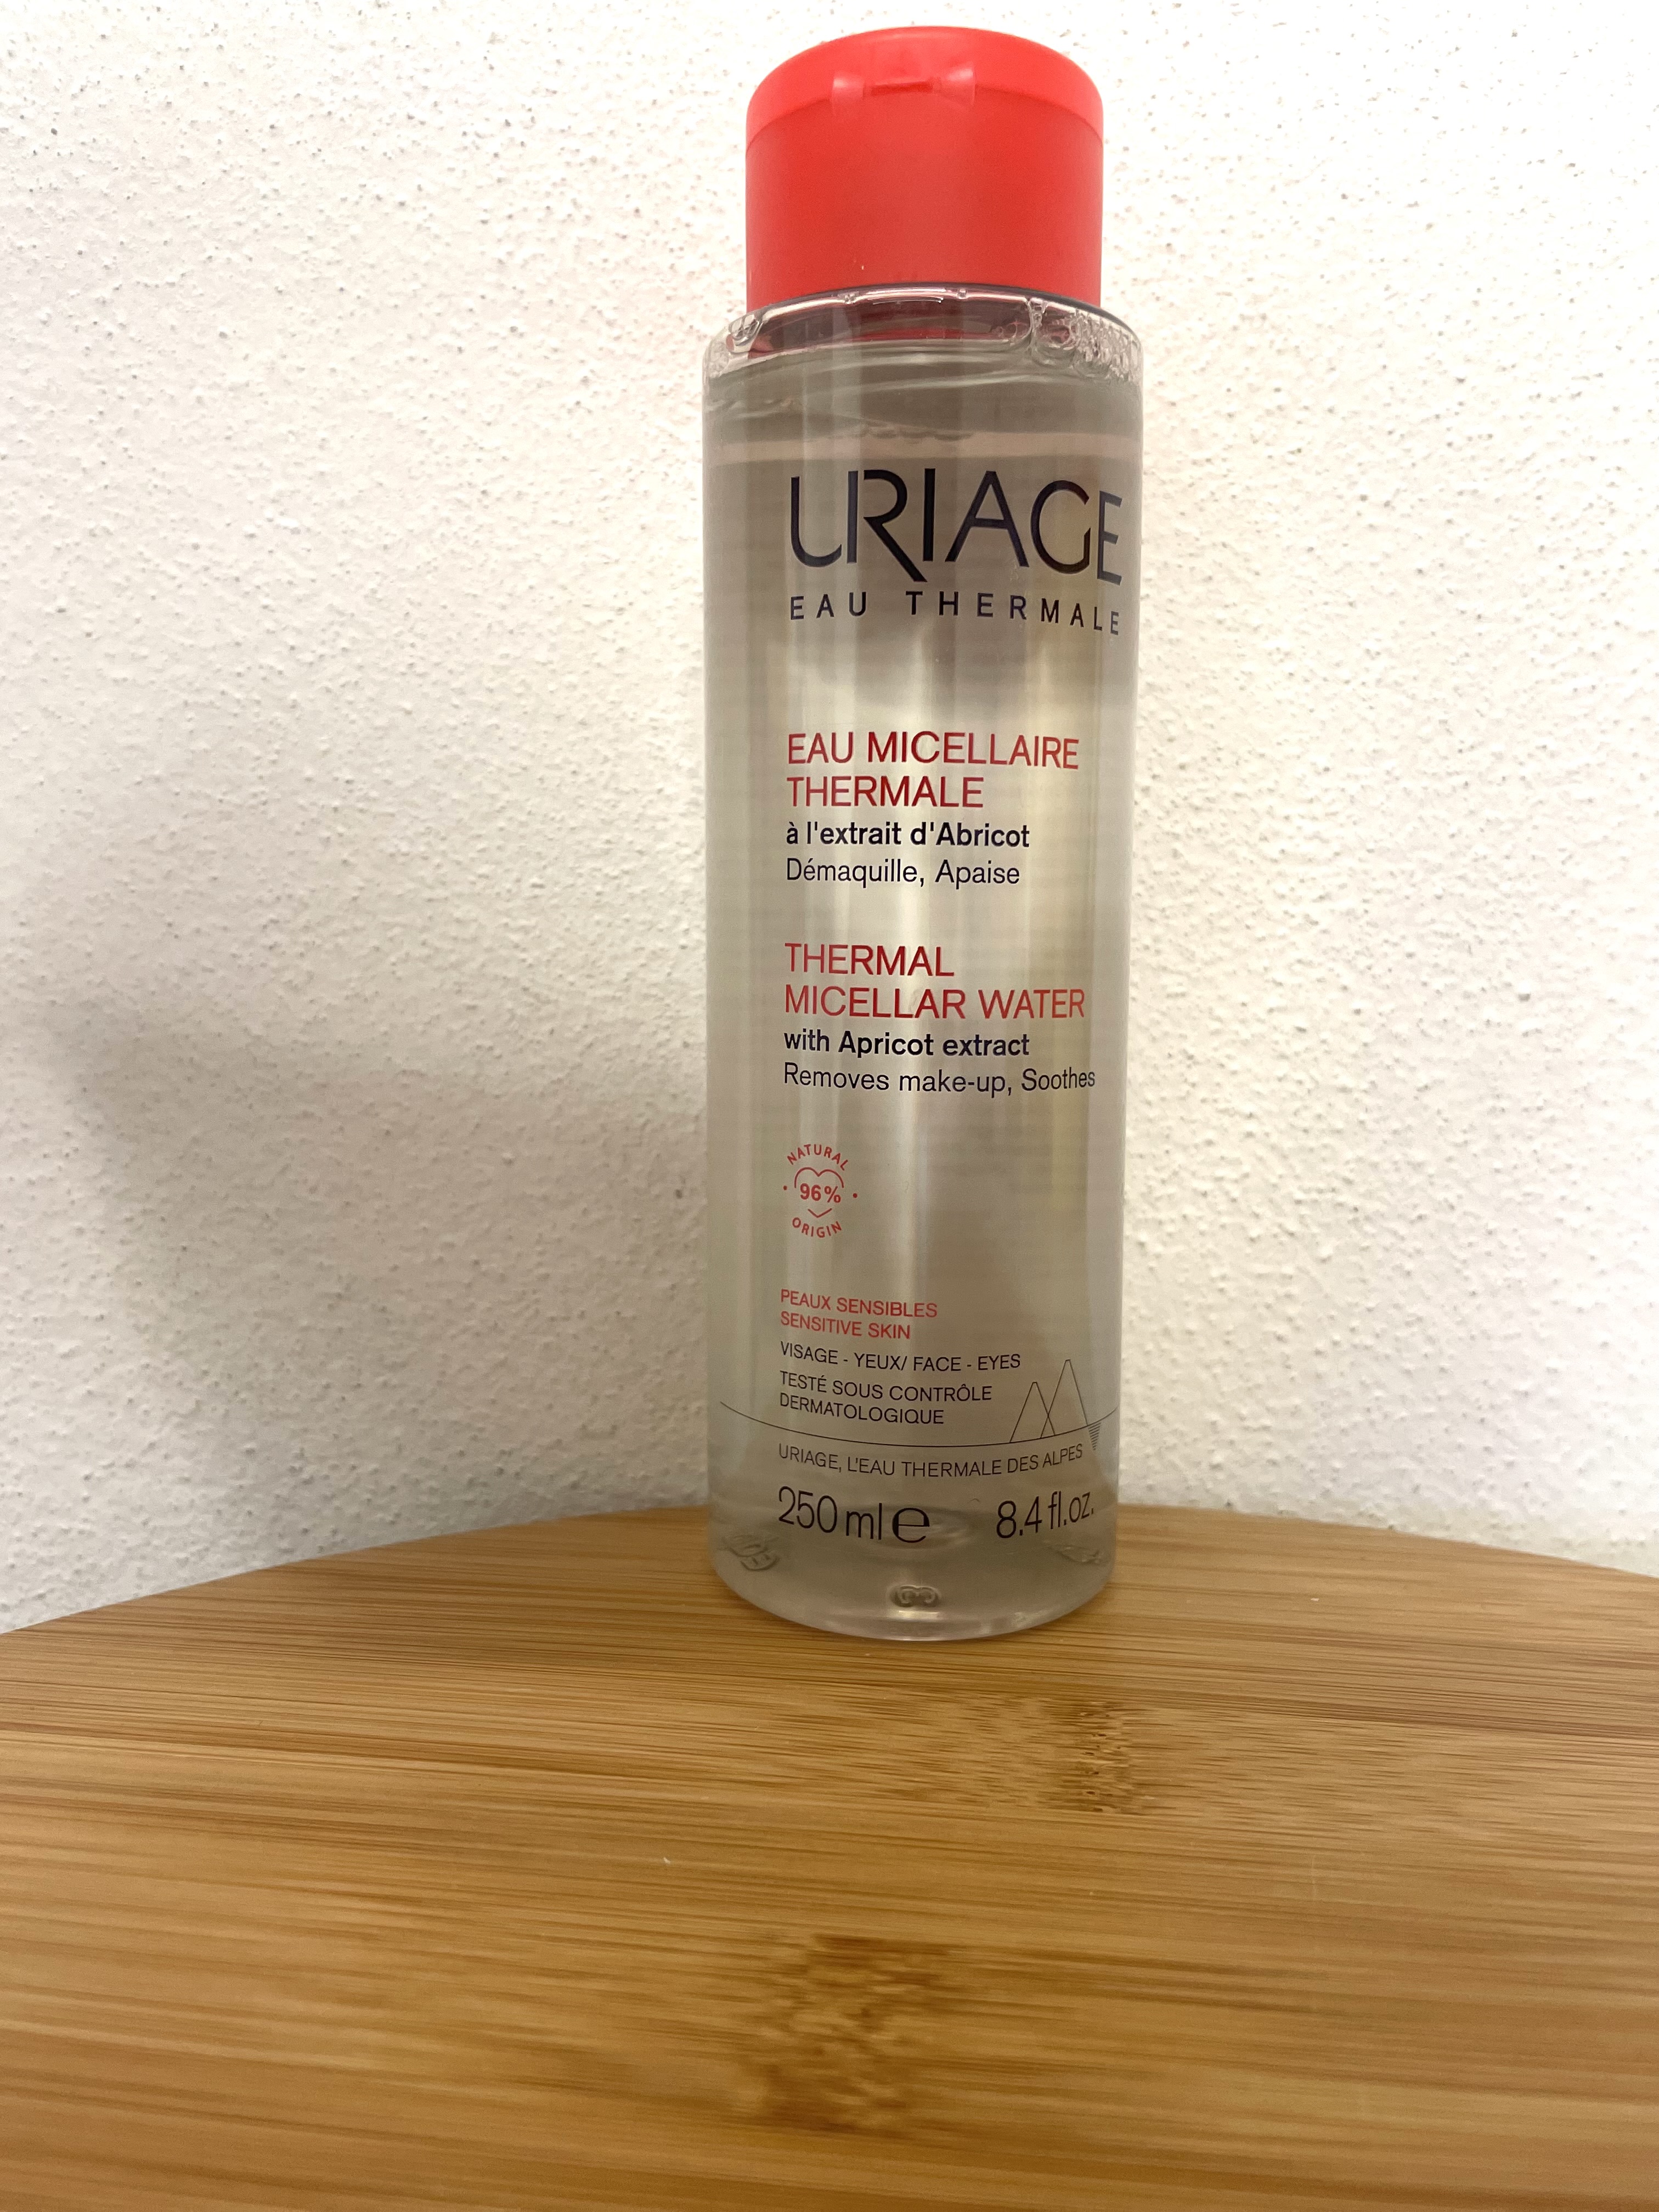 URIAGE
EAU THERMALE
EAU MICELLAIRE
THERMALE
à l'extrait d'Abricot
Démaquille, Apaise
THERMAL
MICELLAR WATER
with Apricot extract
Removes make-up, Soothes
NATURAL
96%
ORIGIN
PEAUX SENSIBLES
SENSITIVE SKIN
VISAGE - YEUX/ FACE - EYES
TESTÉ SOUS CONTRÔLE
DERMATOLOGIQUE
URIAGE, L'EAU THERMALE DES ALPES
250 ml e 8.4 fl.oz.